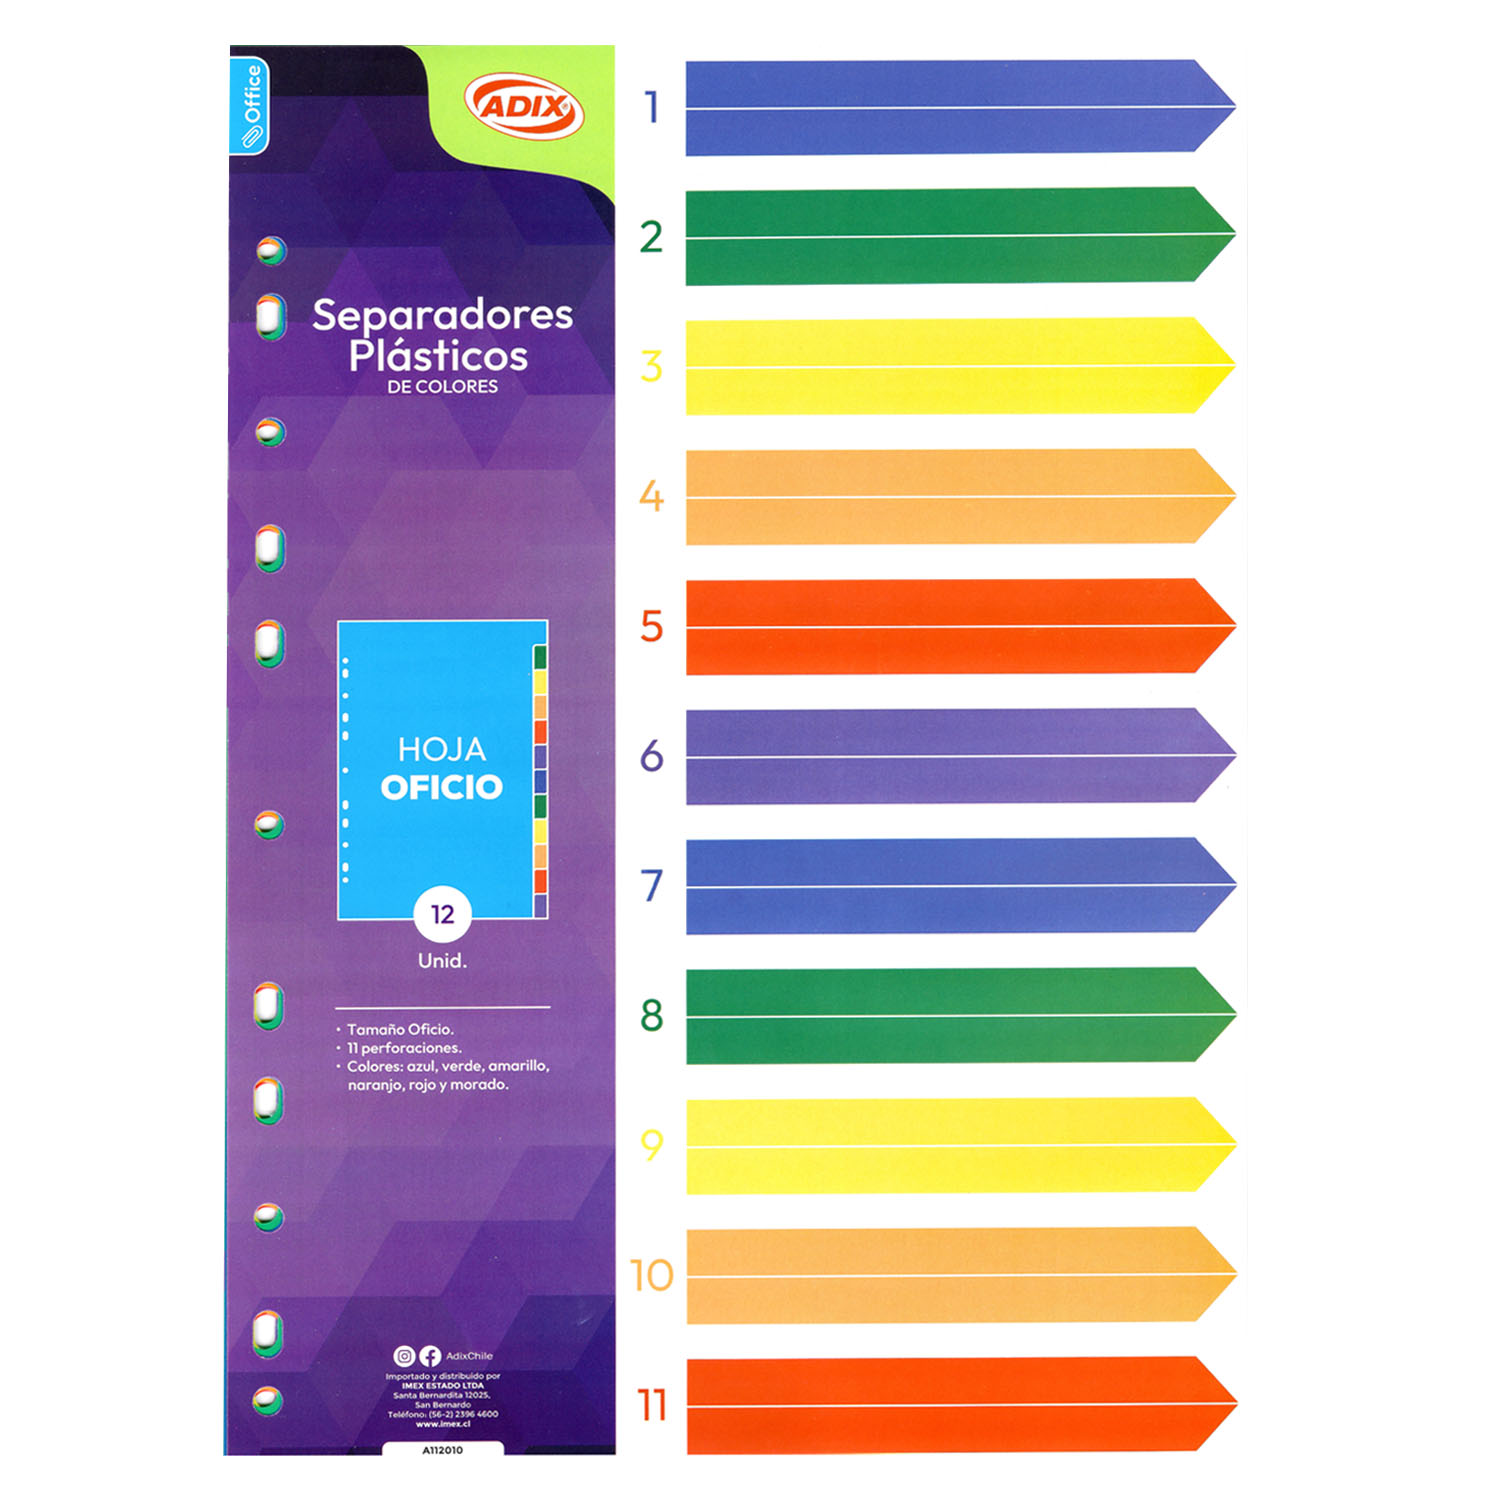 Office
ADIX
Separadores
Plásticos
DE COLORES
HOJA
OFICIO
12
Unid.
• Tamaño Oficio.
• 11 perforaciones.
• Colores: azul, verde, amarillo,
naranjo, rojo y morado.
AdixChile
Importado y distribuido por
IMEX ESTADO LTDA
Santa Bernardita 12025,
San Bernardo
Teléfono: (56-2) 2396 4600
www.imex.cl
A112010
1
2
3
4
5
6
7
8
9
10
11